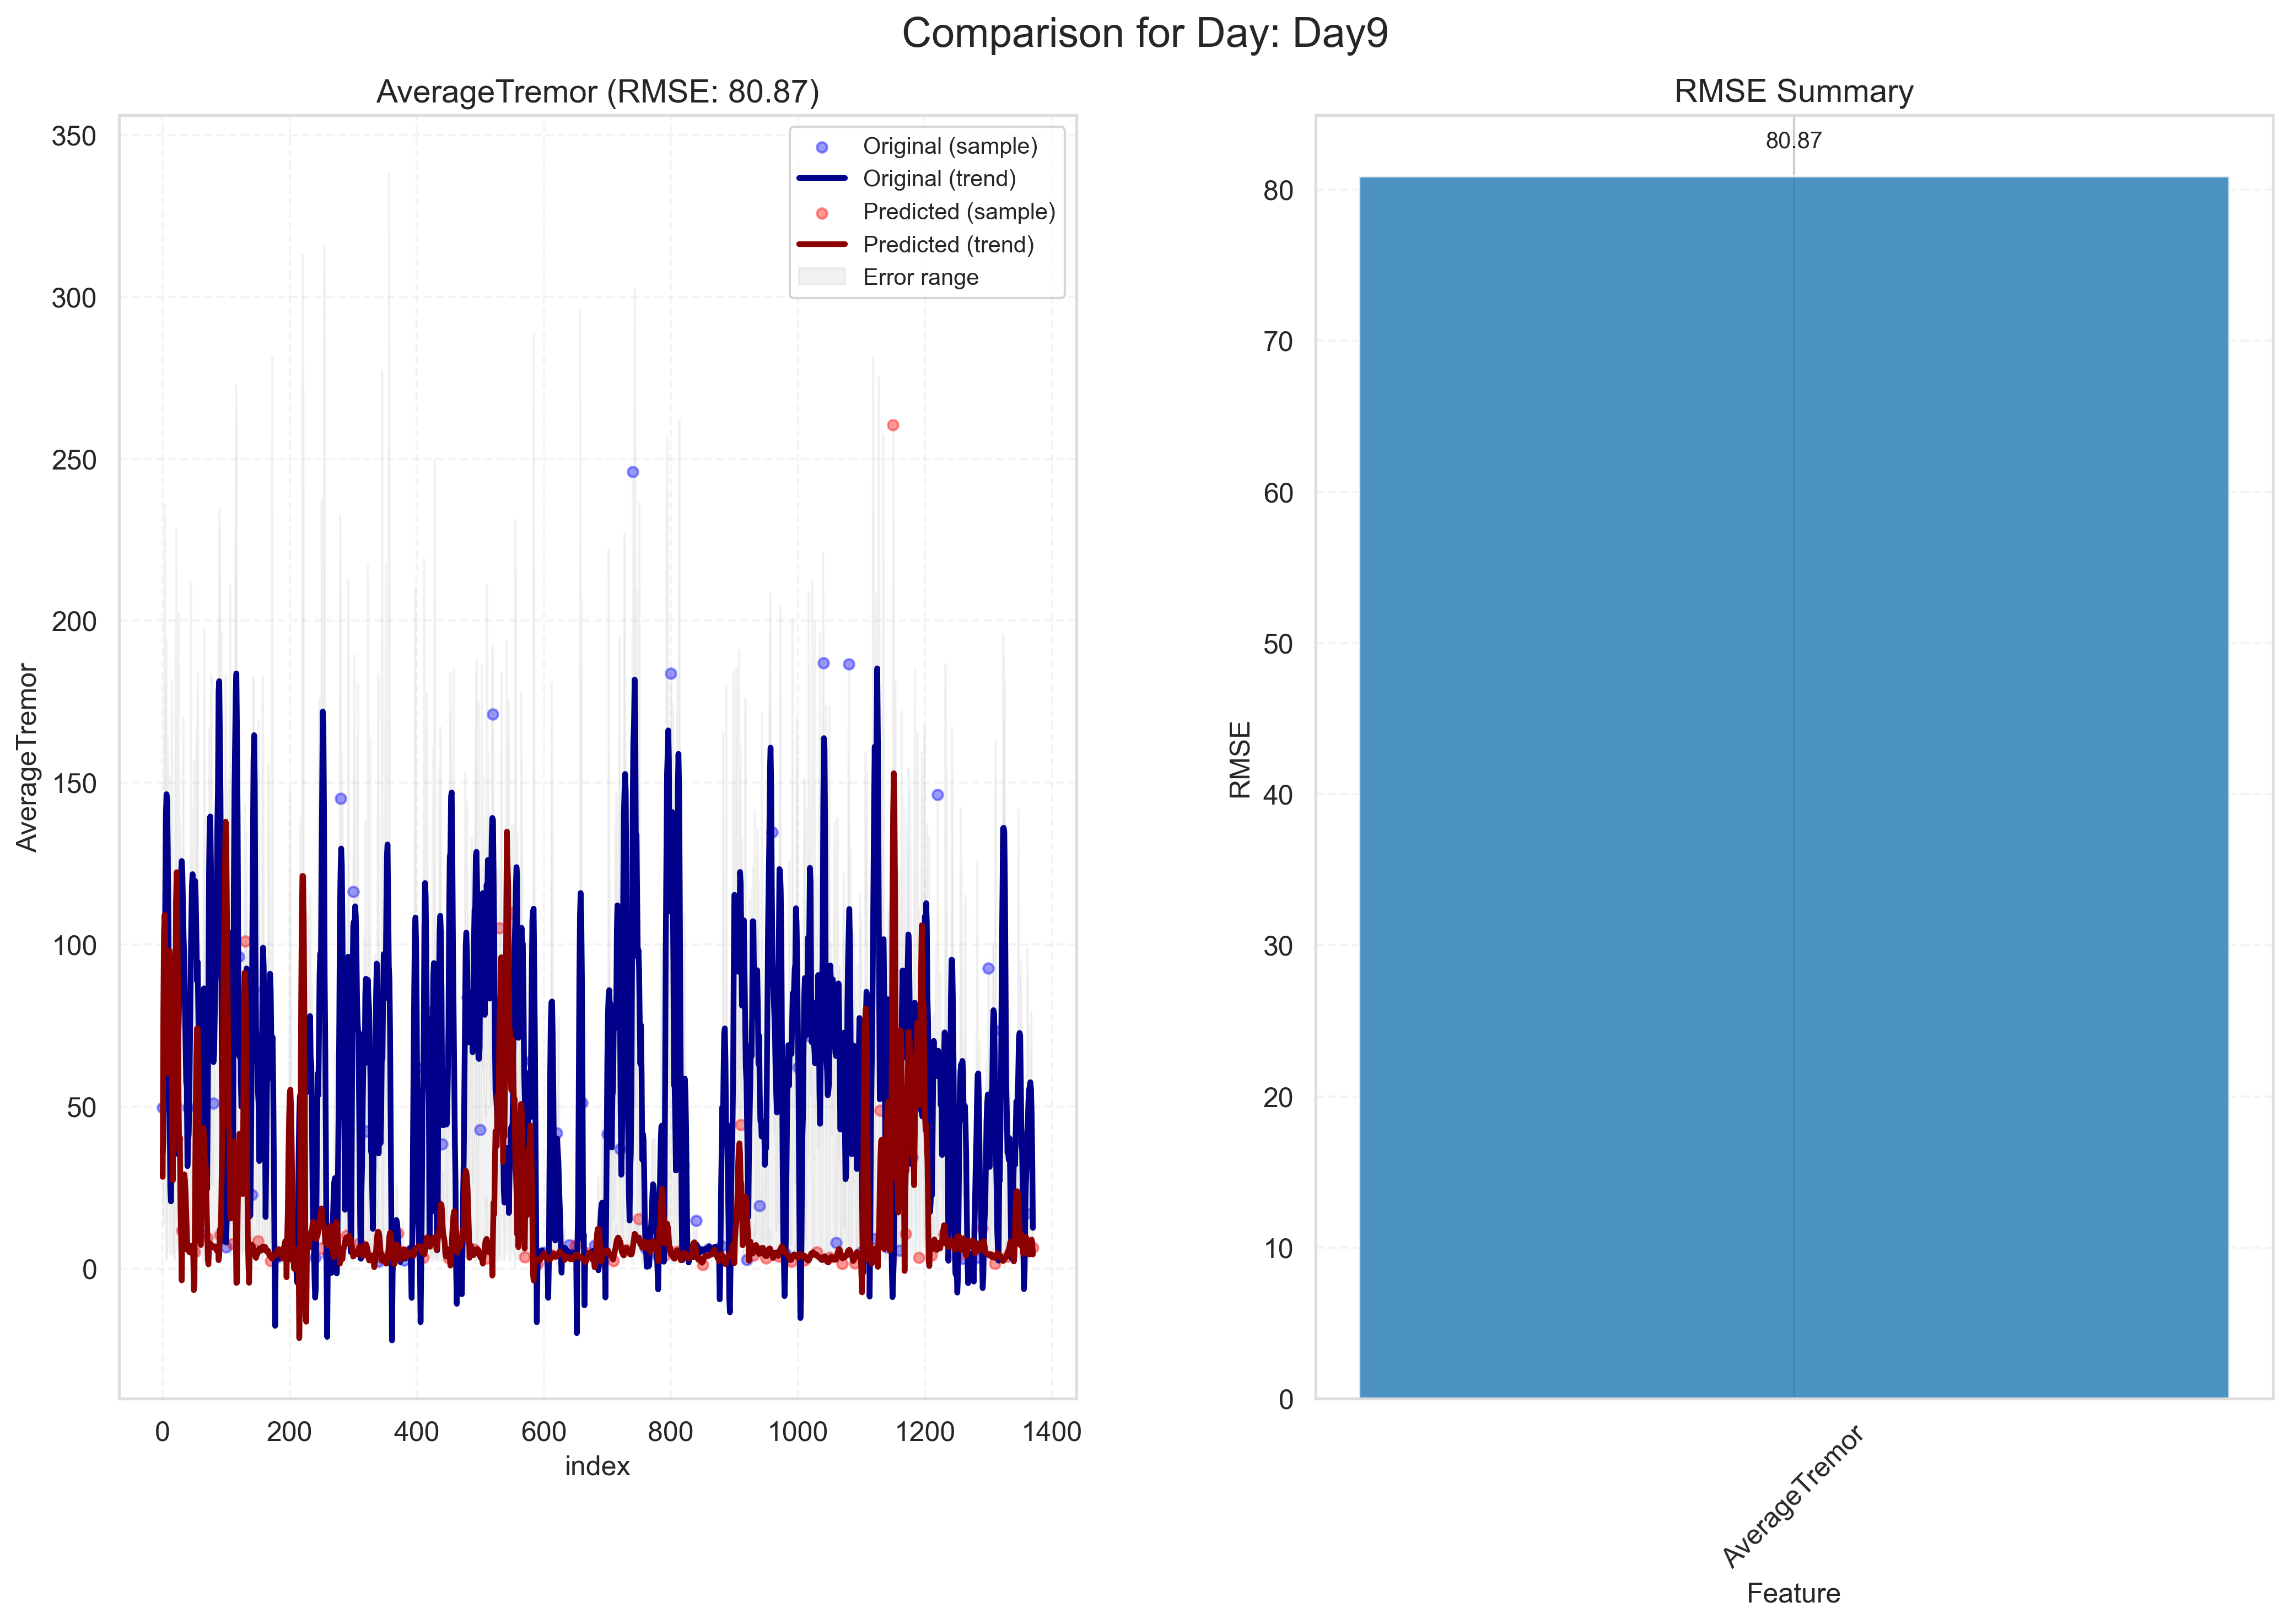 Comparison for Day: Day9
AverageTremor (RMSE: 80.87)
350
300
250
200
150
100
50
0
AverageTremor
0 200 400 600 800 1000 1200 1400
index
Original (sample)
Original (trend)
Predicted (sample)
Predicted (trend)
Error range
RMSE Summary
80.87
80
70
60
50
40
30
20
10
0
RMSE
AverageTremor
Feature